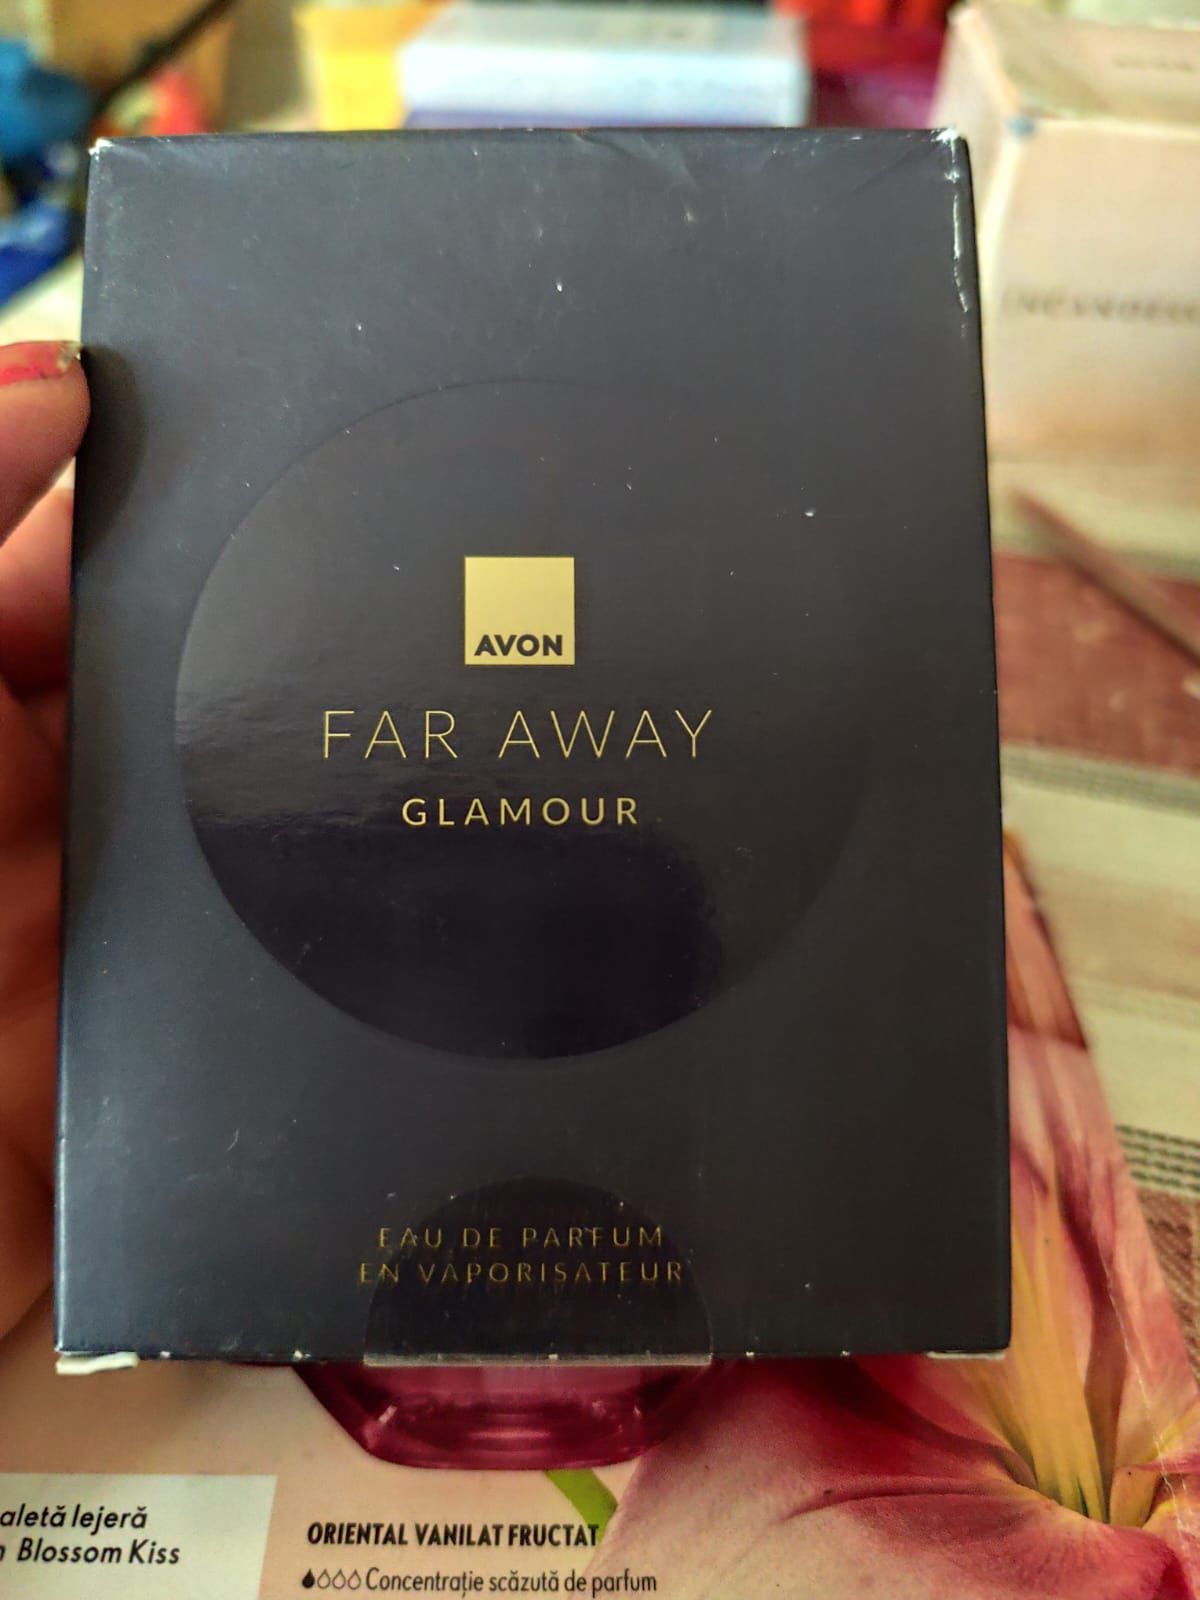 AVON
FAR AWAY
GLAMOUR
EAU DE PARFUM
EN VAPORISATEUR
aletă lejeră
Blossom Kiss
ORIENTAL VANILAT FRUCTAT
Concentrație scăzută de parfum